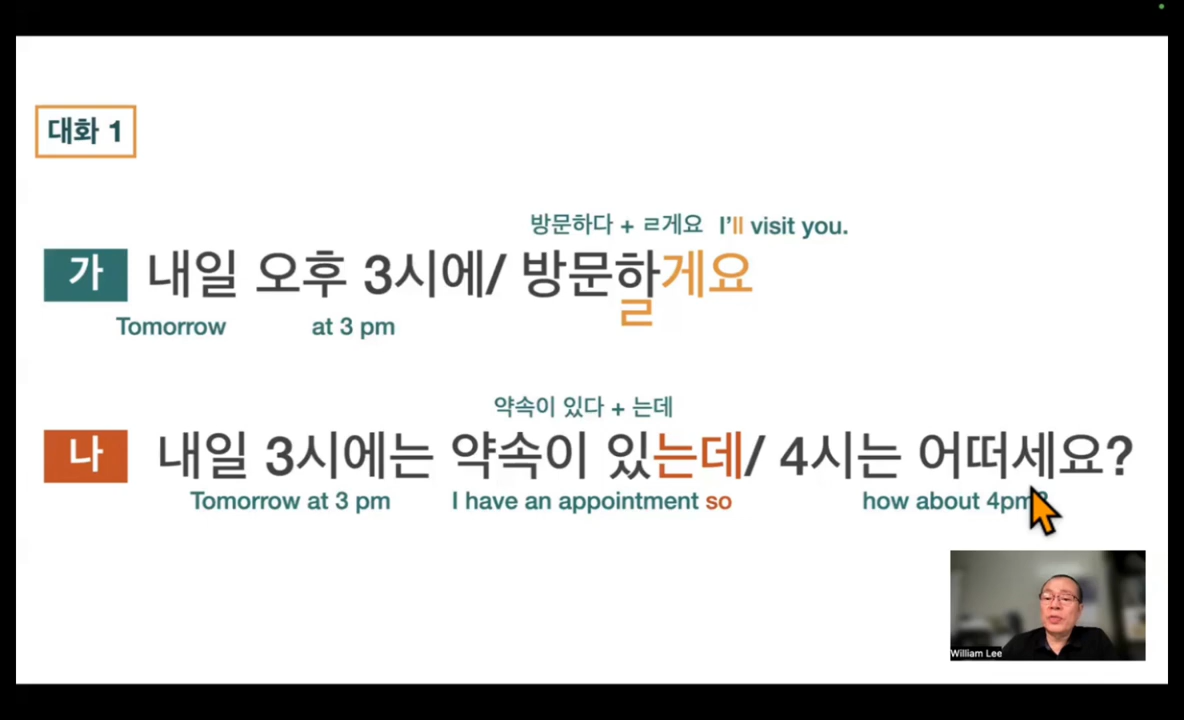 대화 1
방문하다 + ㄹ게요 I'll visit you.
가 내일 오후 3시에/ 방문하게요
ㄹ
Tomorrow at 3 pm
약속이 있다 + 는데
나 내일 3시에는 약속이 있는데/ 4시는 어떠세요?
Tomorrow at 3 pm I have an appointment so how about 4pm?
William Lee